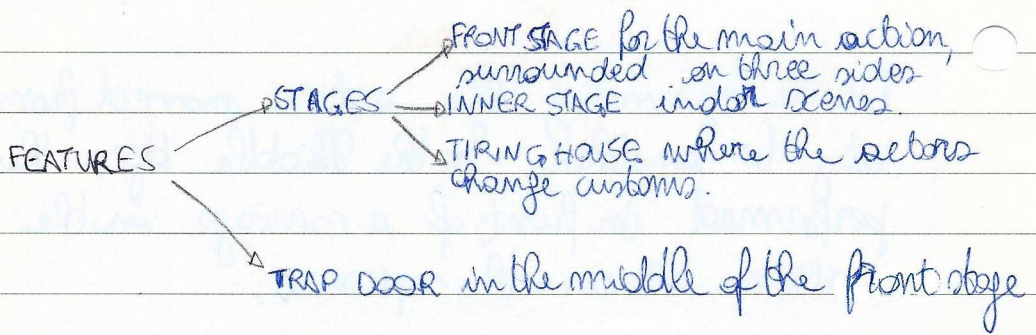 FRONT STAGE for the main action,
surrounded on three sides
STAGES
INNER STAGE indoor scenes.
FEATURES
TIRING HOUSE where the actors
change customs.
TRAP DOOR in the middle of the front stage